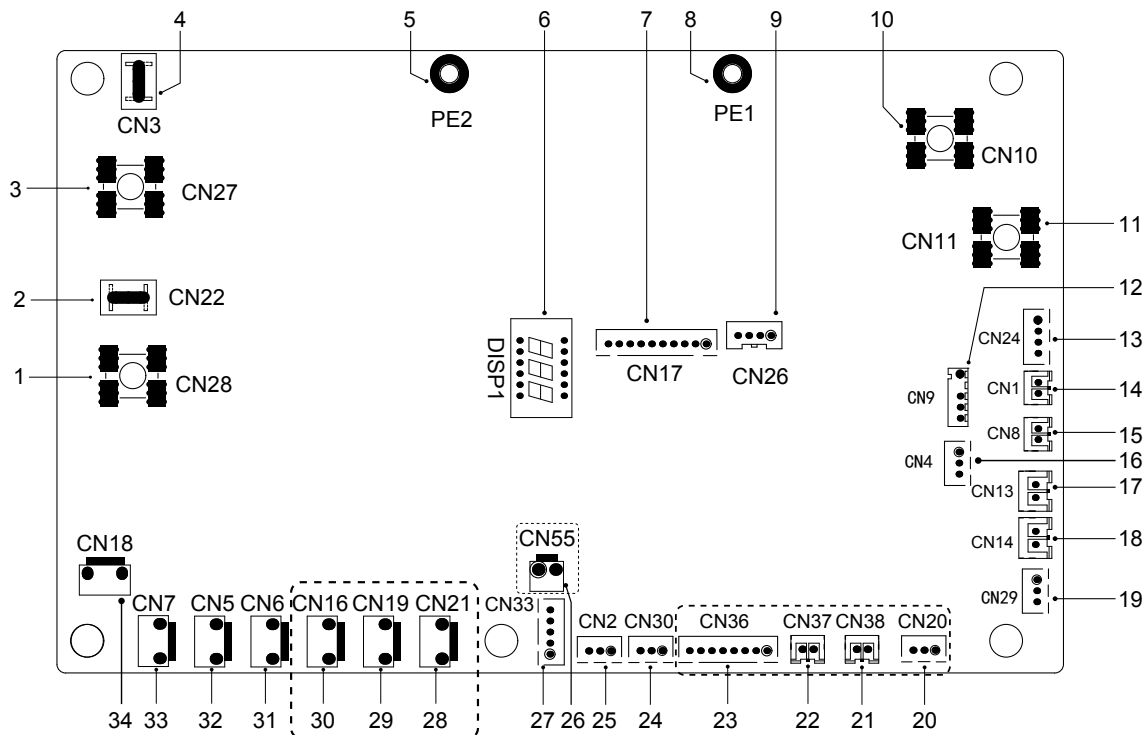 4 5 6 7 8 9 10
CN3 PE2 PE1 CN10
3 CN27
CN11 11
2 CN22 12
CN24 13
DISP1
CN17 CN26
1 CN28 CN9 CN1 14
CN8 15
CN4 16
CN13 17
CN18 CN55 CN14 18
CN29 19
CN7 CN5 CN6 CN16 CN19 CN21 CN33 CN2 CN30 CN36 CN37 CN38 CN20
34 33 32 31 30 29 28 27 26 25 24 23 22 21 20